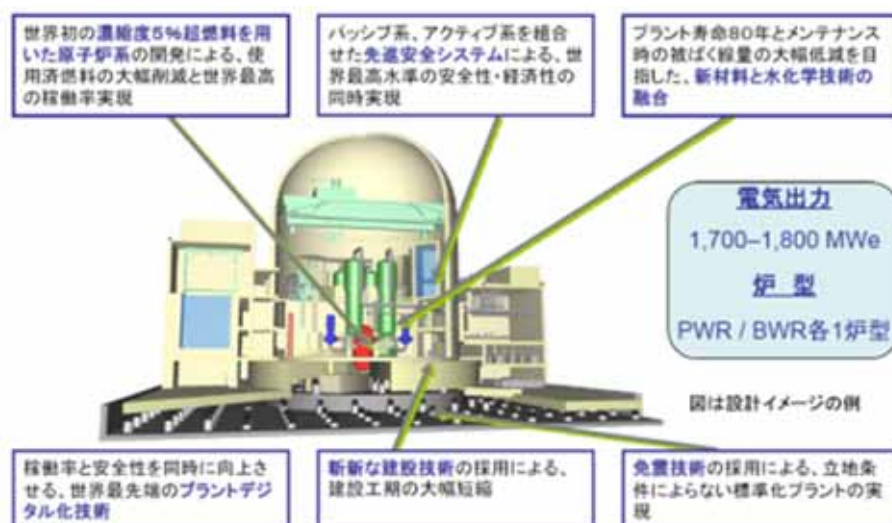 世界初の濃縮度5%超燃料を用
いた原子炉系の開発による、使
用済燃料の大幅削減と世界最高
の稼働率実現
パッシブ系、アクティブ系を組合
せた先進安全システムによる、世
界最高水準の安全性・経済性の
同時実現
プラント寿命80年とメンテナンス
時の被ばく線量の大幅低減を目
指した、新材料と水化学技術の
融合
電気出力
1,700–1,800 MWe
炉 型
PWR / BWR各1炉型
図は設計イメージの例
稼働率と安全性を同時に向上さ
せる、世界最先端のプラントデジ
タル化技術
斬新な建設技術の採用による、
建設工期の大幅短縮
免震技術の採用による、立地条
件によらない標準化プラントの実
現